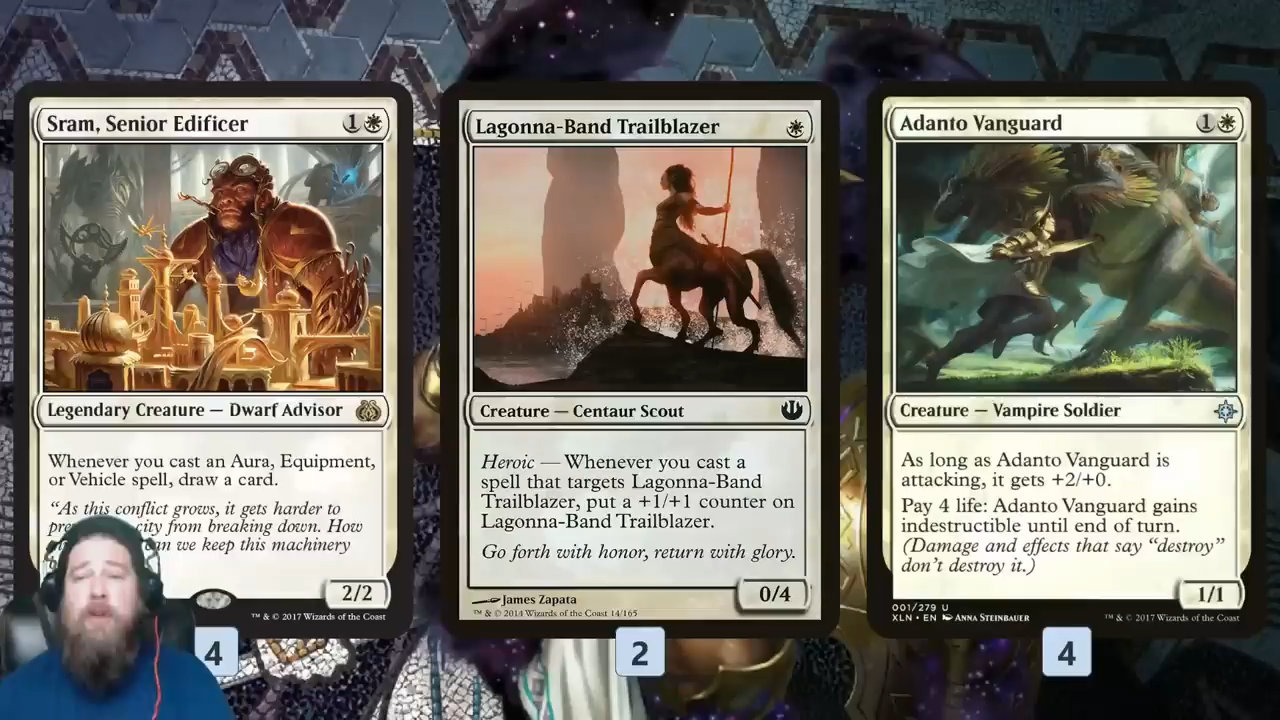 Sram, Senior Edificer 1
Legendary Creature — Dwarf Advisor
Whenever you cast an Aura, Equipment,
or Vehicle spell, draw a card.
“As this conflict grows, it gets harder to
city from breaking down. How
can we keep this machinery
2/2
™ & © 2017 Wizards of the Coast
4
Lagonna-Band Trailblazer
Creature — Centaur Scout
Heroic — Whenever you cast a
spell that targets Lagonna-Band
Trailblazer, put a +1/+1 counter on
Lagonna-Band Trailblazer.
Go forth with honor, return with glory.
0/4
James Zapata
™ & © 2014 Wizards of the Coast 14/165
2
Adanto Vanguard 1
Creature — Vampire Soldier
As long as Adanto Vanguard is
attacking, it gets +2/+0.
Pay 4 life: Adanto Vanguard gains
indestructible until end of turn.
(Damage and effects that say “destroy”
don’t destroy it.)
1/1
001/279 U
XLN • EN Anna Steinbauer
™ & © 2017 Wizards of the Coast
4